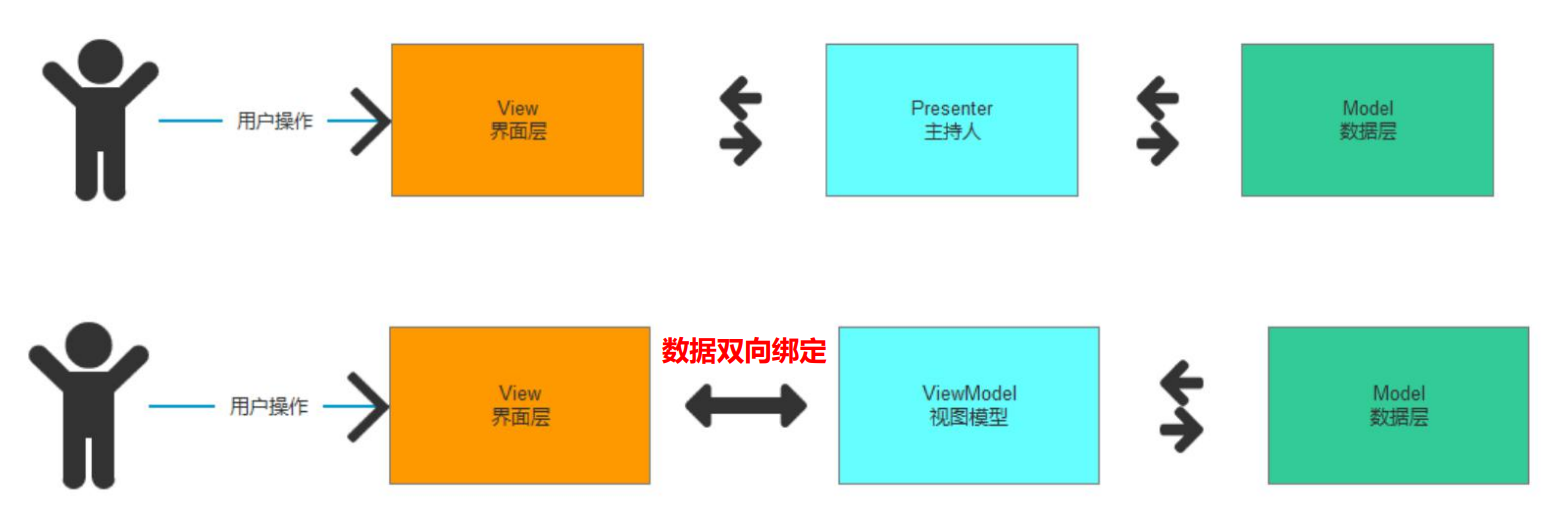 用户操作
View
界面层
Presenter
主持人
Model
数据层
数据双向绑定
用户操作
View
界面层
ViewModel
视图模型
Model
数据层